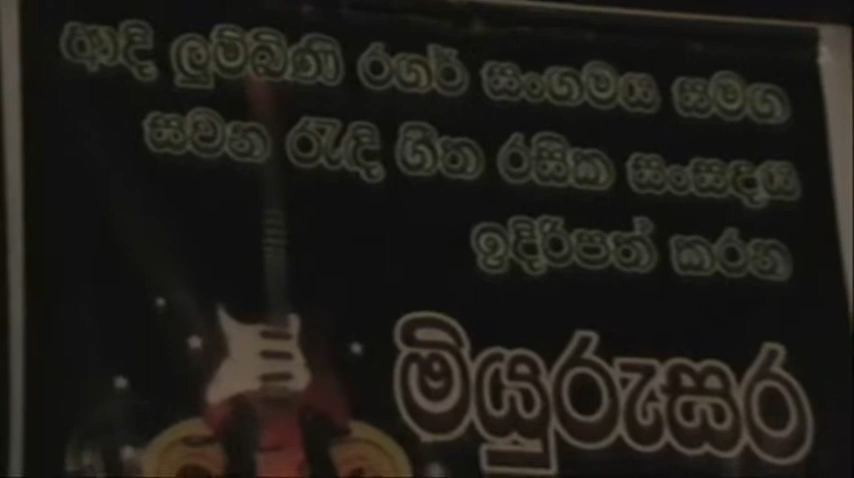 ආදි ලුම්බිණි රගර් සංගමය සමග
සවන රැඳි ගීත රසික සංසදය
ඉදිරිපත් කරන
මියුරුසර